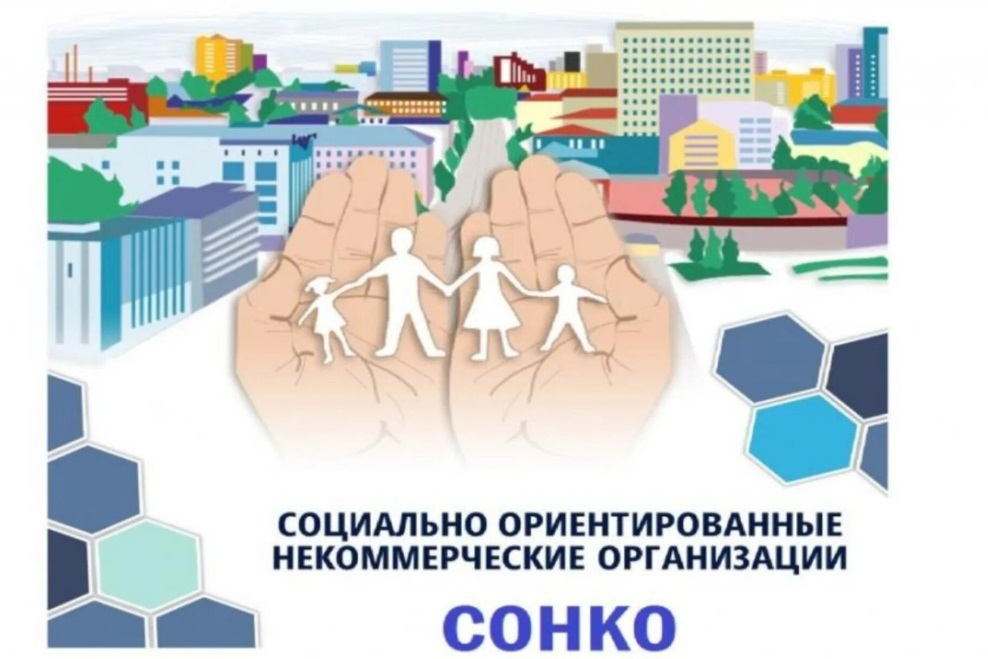 СОЦИАЛЬНО ОРИЕНТИРОВАННЫЕ
НЕКОММЕРЧЕСКИЕ ОРГАНИЗАЦИИ
СОНКО